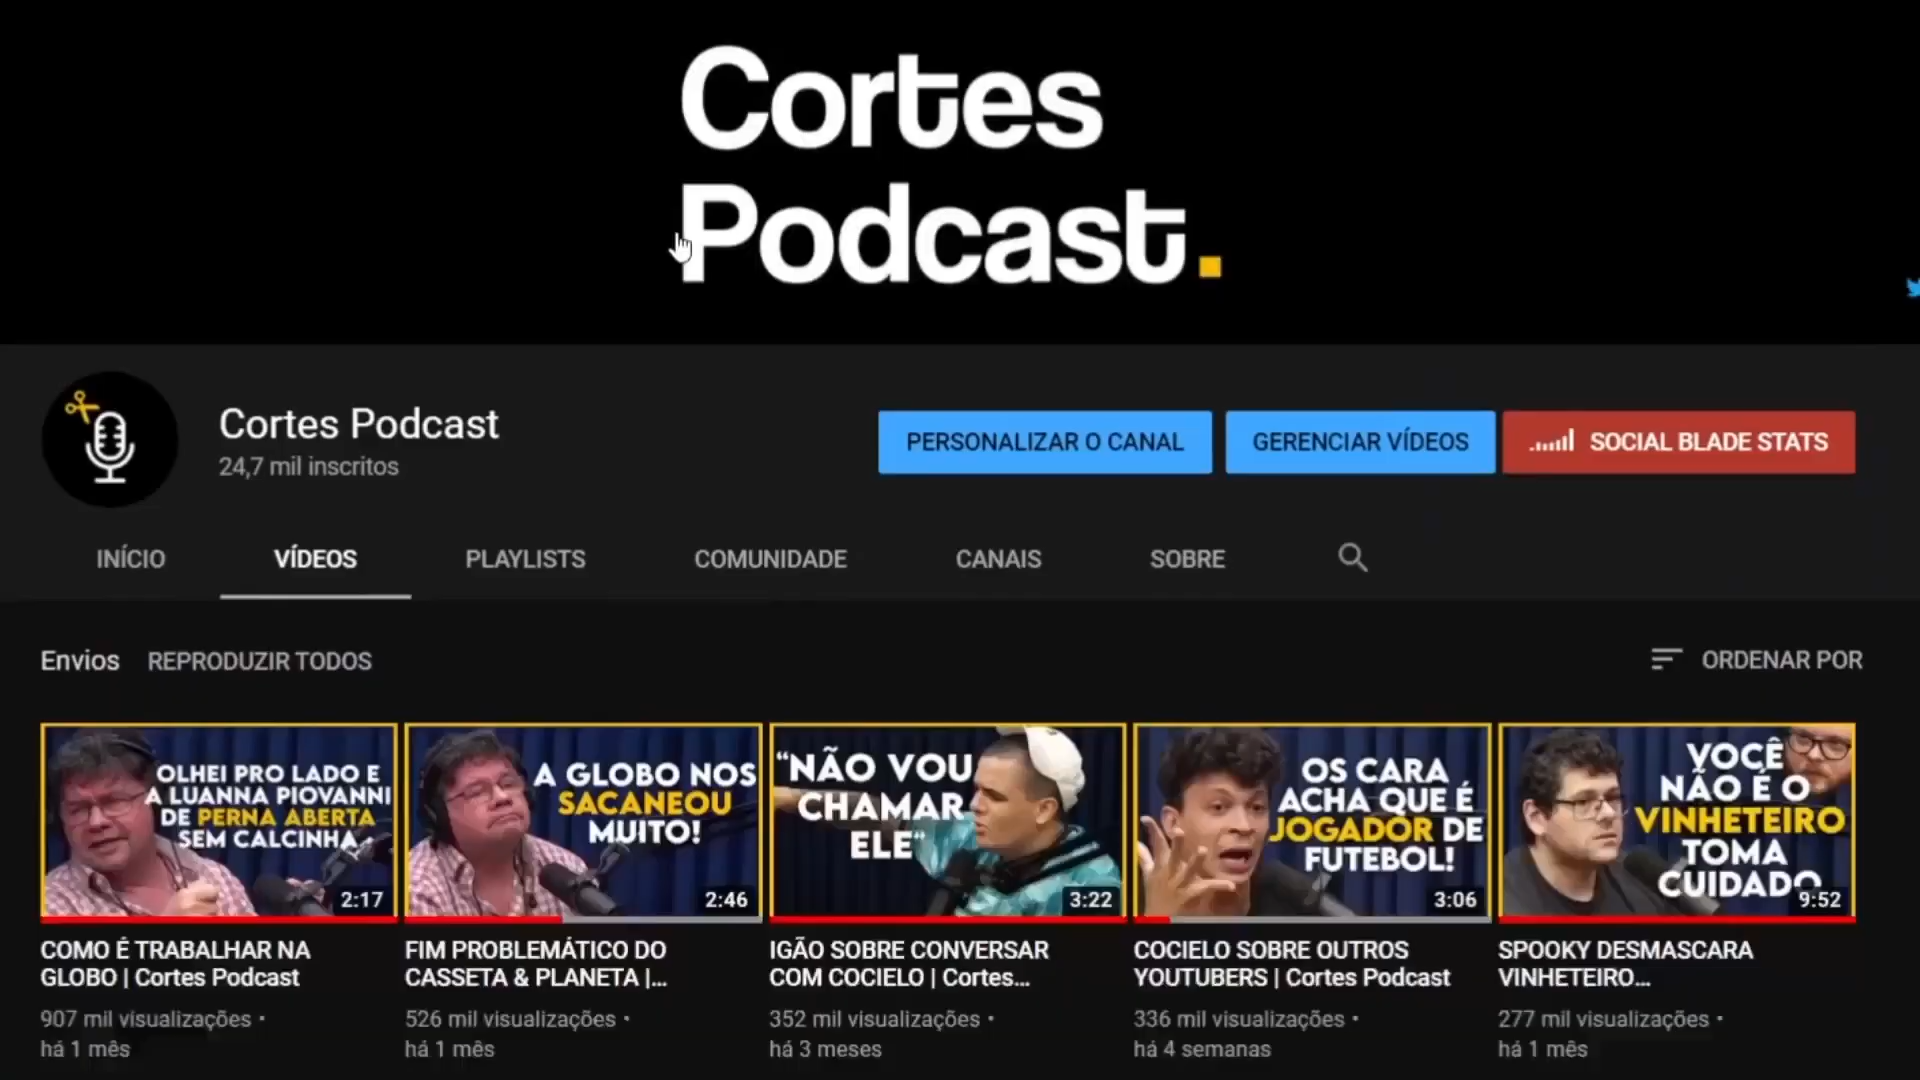 Cortes
Podcast.
Cortes Podcast
24,7 mil inscritos
PERSONALIZAR O CANAL
GERENCIAR VÍDEOS
SOCIAL BLADE STATS
INÍCIO
VÍDEOS
PLAYLISTS
COMUNIDADE
CANAIS
SOBRE
Envios
REPRODUZIR TODOS
ORDENAR POR
OLHEI PRO LADO E
A LUANNA PIOVANNI
DE PERNA ABERTA
SEM CALCINHA
2:17
COMO É TRABALHAR NA
GLOBO | Cortes Podcast
907 mil visualizações •
há 1 mês
A GLOBO NOS
SACANEOU
MUITO!
2:46
FIM PROBLEMÁTICO DO
CASSETA & PLANETA |...
526 mil visualizações •
há 1 mês
“NÃO VOU
CHAMAR
ELE“
3:22
IGÃO SOBRE CONVERSAR
COM COCIELO | Cortes...
352 mil visualizações •
há 3 meses
OS CARA
ACHA QUE É
JOGADOR DE
FUTEBOL!
3:06
COCIELO SOBRE OUTROS
YOUTUBERS | Cortes Podcast
336 mil visualizações •
há 4 semanas
VOCÊ
NÃO É O
VINHETEIRO
TOMA
CUIDADO
9:52
SPOOKY DESMASCARA
VINHETEIRO...
277 mil visualizações •
há 1 mês